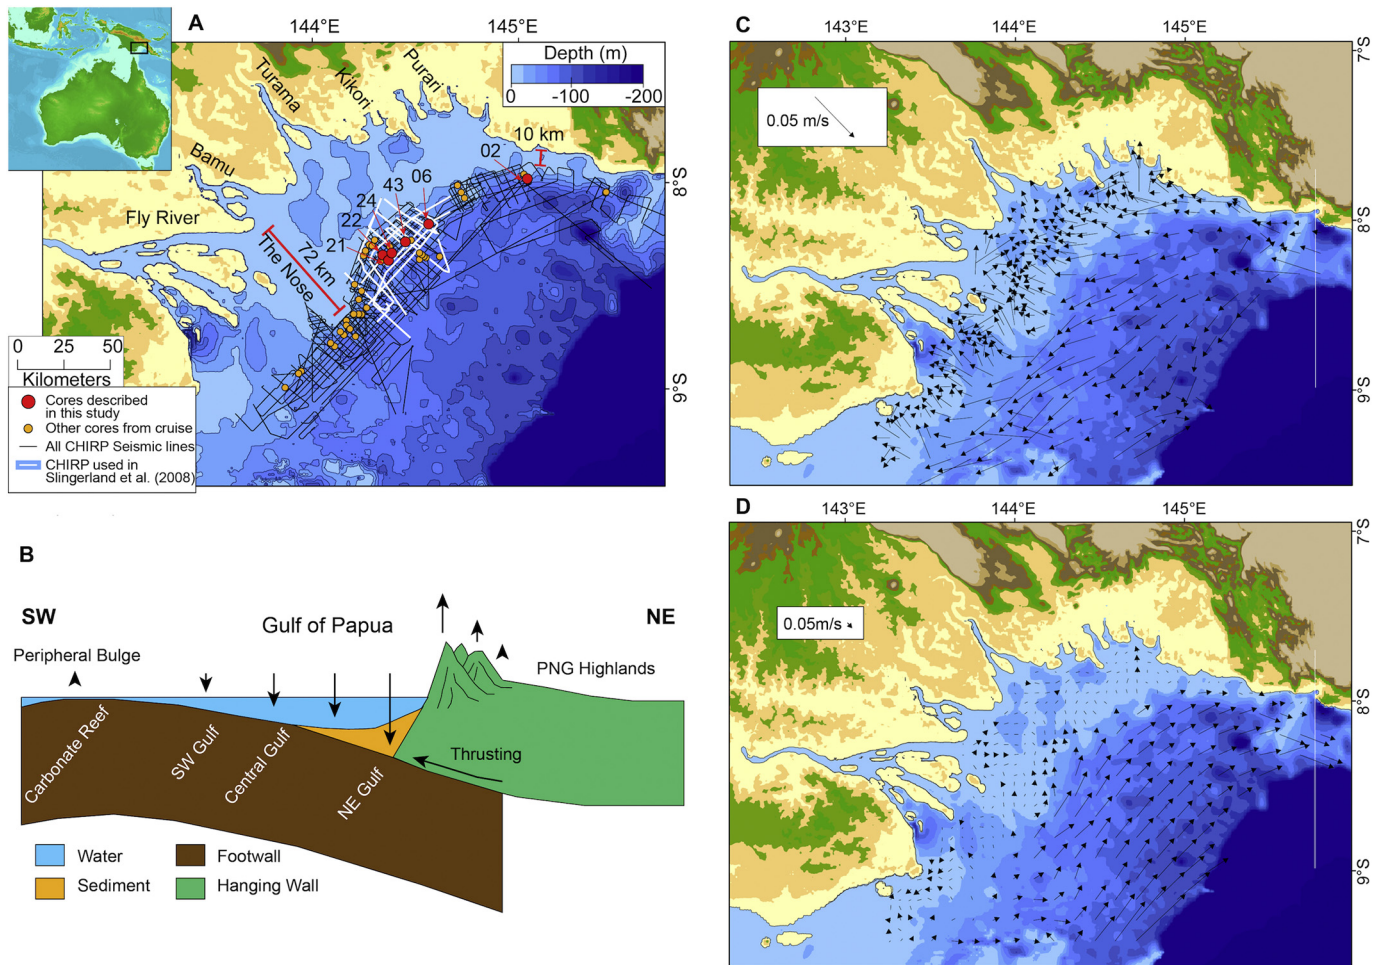 A
144°E
145°E
Depth (m)
0
-100
-200
Turama
Kikori
Purari
Bamu
Fly River
10 km
02
06
43
24
22
21
72 km
The Nose
8°S
9°S
0
25
50
Kilometers
Cores described
in this study
Other cores from cruise
All CHIRP Seismic lines
CHIRP used in
Slingerland et al. (2008)
B
SW
NE
Gulf of Papua
Peripheral Bulge
PNG Highlands
Carbonate Reef
SW Gulf
Central Gulf
NE Gulf
Thrusting
Water
Footwall
Sediment
Hanging Wall
C
143°E
144°E
145°E
0.05 m/s
7°S
8°S
9°S
D
143°E
144°E
145°E
0.05m/s
7°S
8°S
9°S